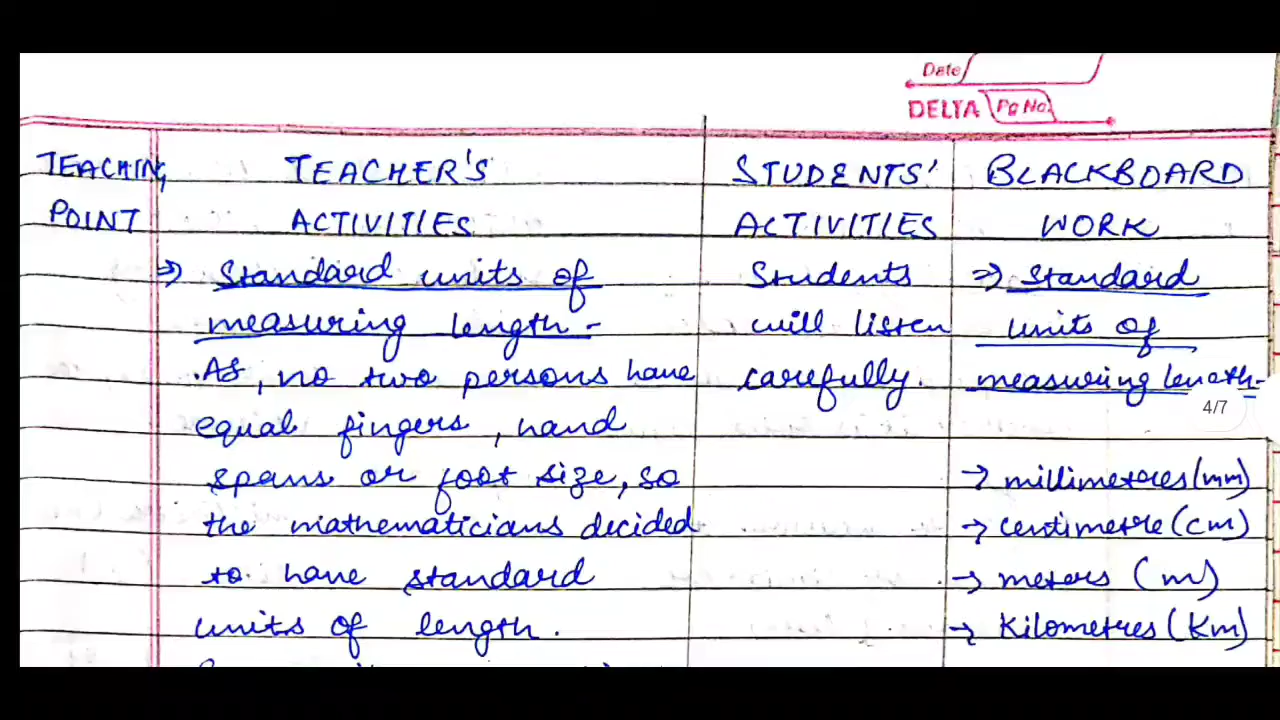 Date
DELTA Pg No.
TEACHING TEACHER'S STUDENTS' BLACKBOARD
POINT ACTIVITIES ACTIVITIES WORK
⇒ Standard units of Students ⇒ Standard
measuring length - will listen units of
As, no two persons have carefully. measuring length-
4/7
equal fingers, hand
spans or foot size, so → millimetres (mm)
the mathematicians decided → centimetre (cm)
to have standard → meters (m)
units of length. → Kilometres (Km)